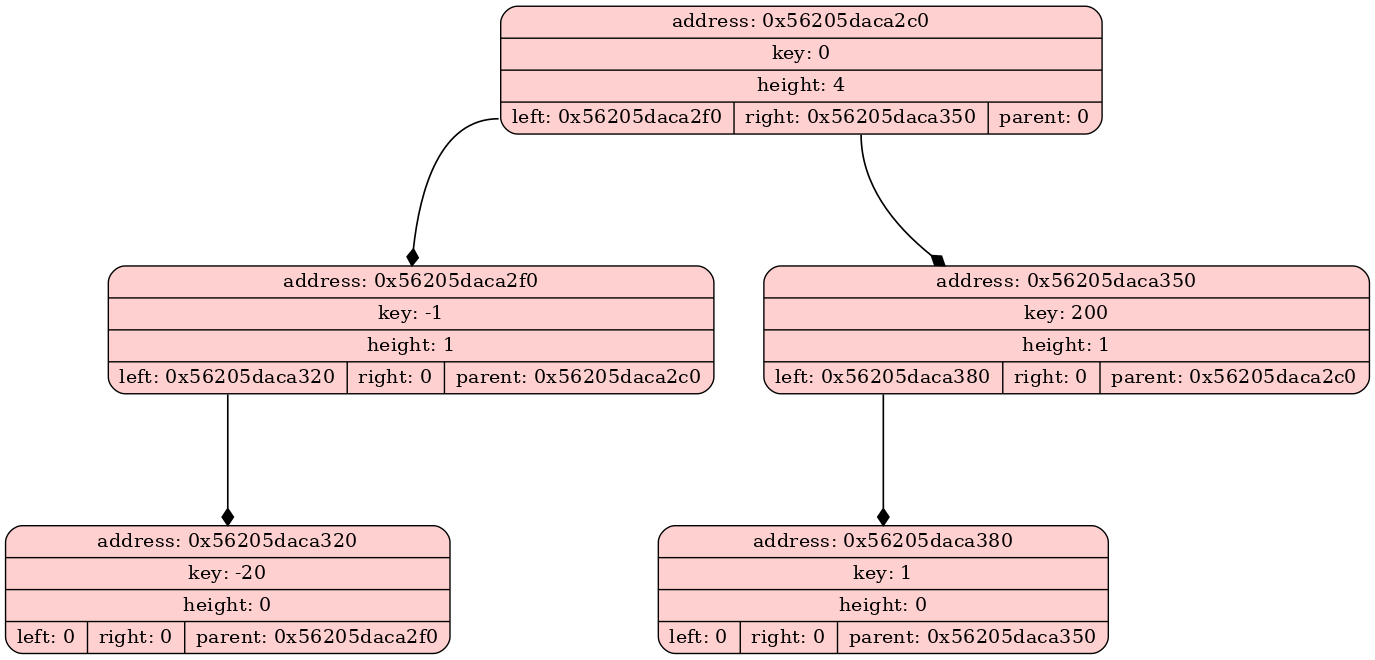 address: 0x56205daca2c0
key: 0
height: 4
left: 0x56205daca2f0 right: 0x56205daca350 parent: 0
address: 0x56205daca2f0
key: -1
height: 1
left: 0x56205daca320 right: 0 parent: 0x56205daca2c0
address: 0x56205daca350
key: 200
height: 1
left: 0x56205daca380 right: 0 parent: 0x56205daca2c0
address: 0x56205daca320
key: -20
height: 0
left: 0 right: 0 parent: 0x56205daca2f0
address: 0x56205daca380
key: 1
height: 0
left: 0 right: 0 parent: 0x56205daca350